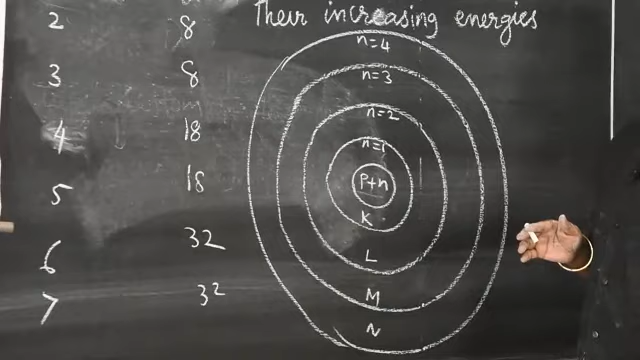 Their increasing energies
2 8
3 8
4 18
5 18
6 32
7 32
n=4
n=3
n=2
n=1
P+n
K
L
M
N